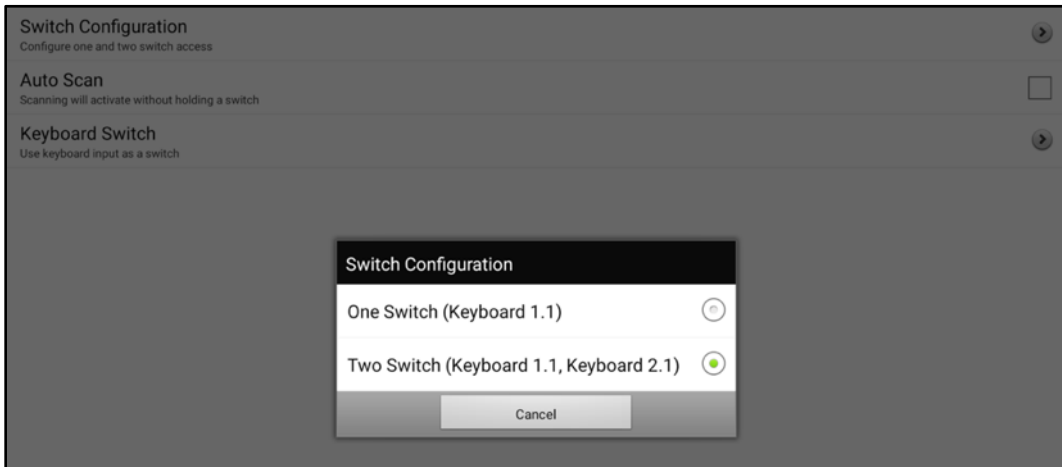 Switch Configuration
Configure one and two switch access
Auto Scan
Scanning will activate without holding a switch
Keyboard Switch
Use keyboard input as a switch
Switch Configuration
One Switch (Keyboard 1.1)
Two Switch (Keyboard 1.1, Keyboard 2.1)
Cancel